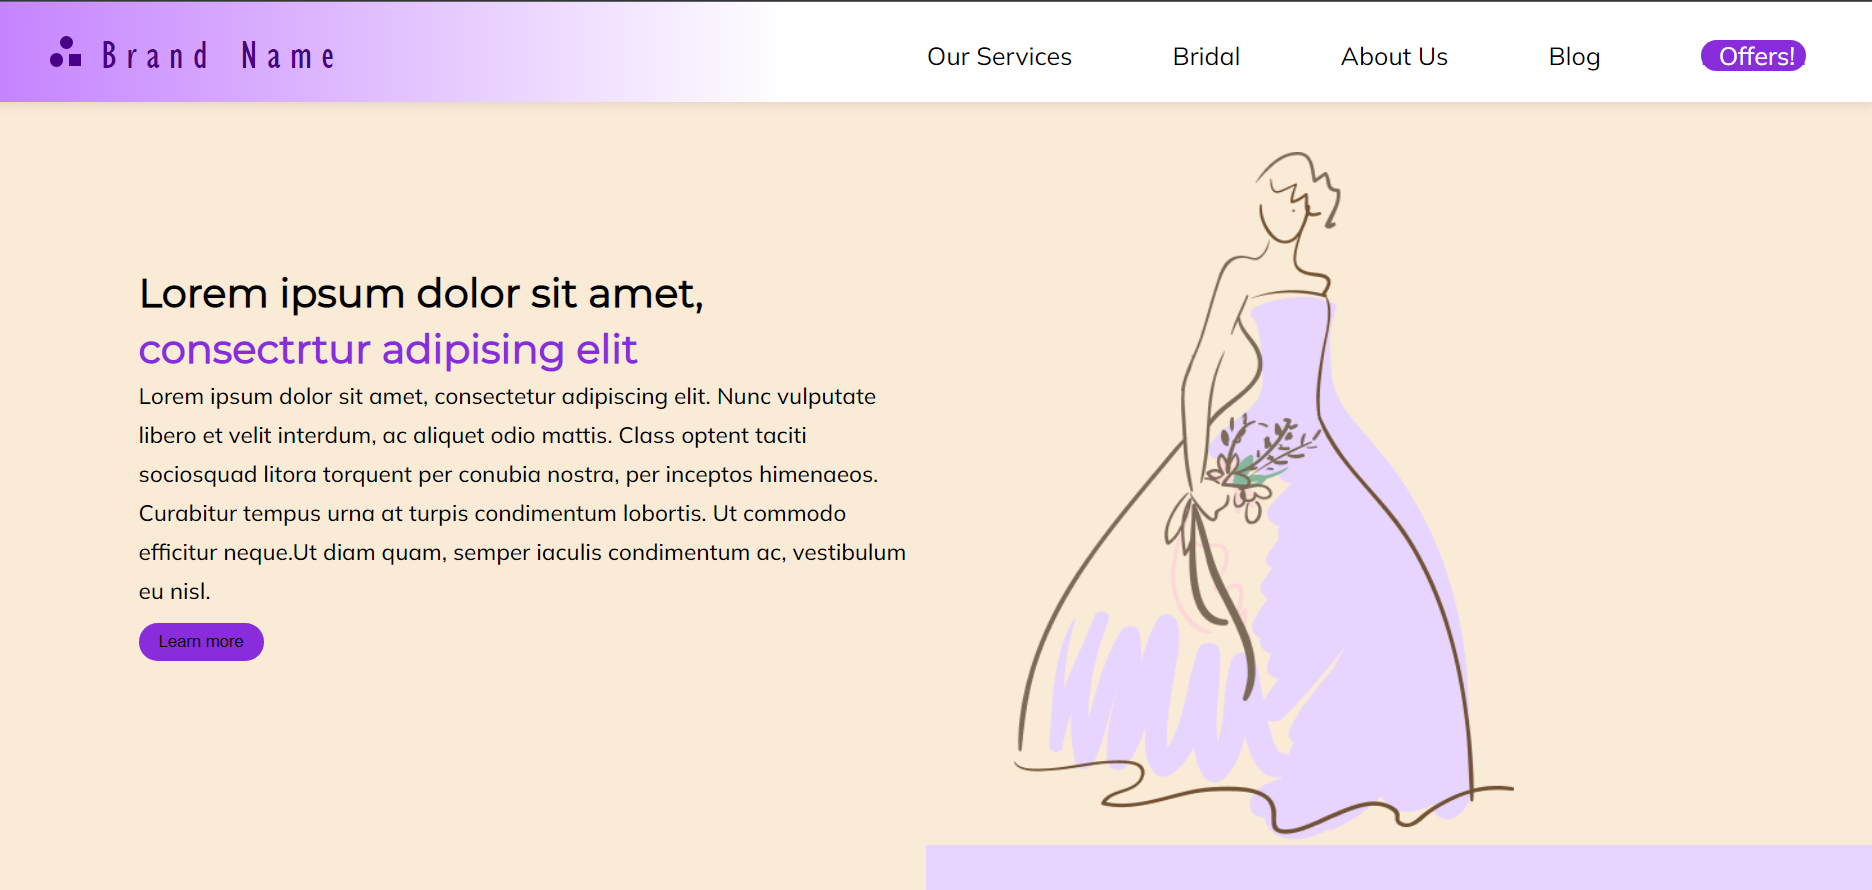 Brand Name
Our Services Bridal About Us Blog Offers!
Lorem ipsum dolor sit amet,
consectrtur adipising elit
Lorem ipsum dolor sit amet, consectetur adipiscing elit. Nunc vulputate
libero et velit interdum, ac aliquet odio mattis. Class optent taciti
sociosquad litora torquent per conubia nostra, per inceptos himenaeos.
Curabitur tempus urna at turpis condimentum lobortis. Ut commodo
efficitur neque.Ut diam quam, semper iaculis condimentum ac, vestibulum
eu nisl.
Learn more